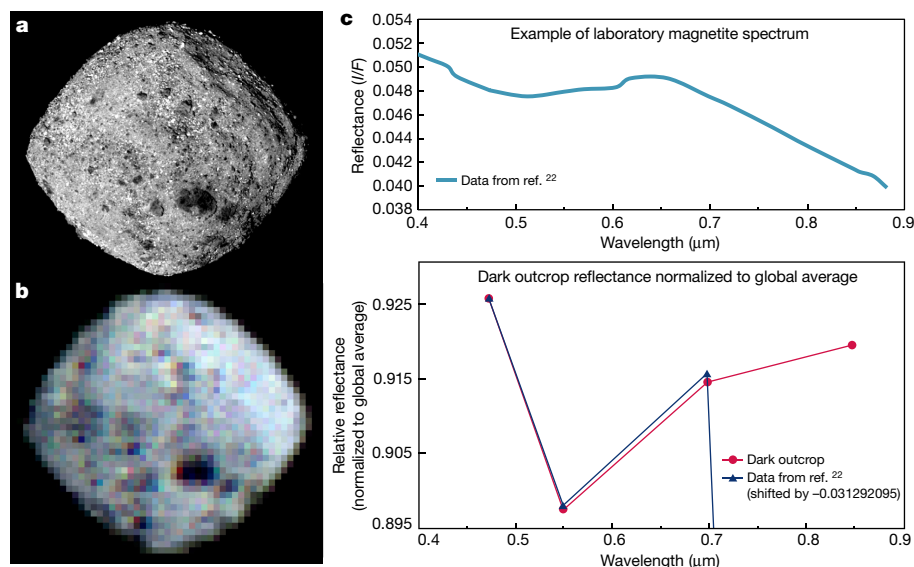 a
b
c
Example of laboratory magnetite spectrum
Reflectance (I/F)
0.054
0.052
0.050
0.048
0.046
0.044
0.042
0.040
0.038
Data from ref. 22
0.4 0.5 0.6 0.7 0.8 0.9
Wavelength (μm)
Dark outcrop reflectance normalized to global average
Relative reflectance
(normalized to global average)
0.925
0.915
0.905
0.895
Dark outcrop
Data from ref. 22
(shifted by –0.031292095)
0.4 0.5 0.6 0.7 0.8 0.9
Wavelength (μm)